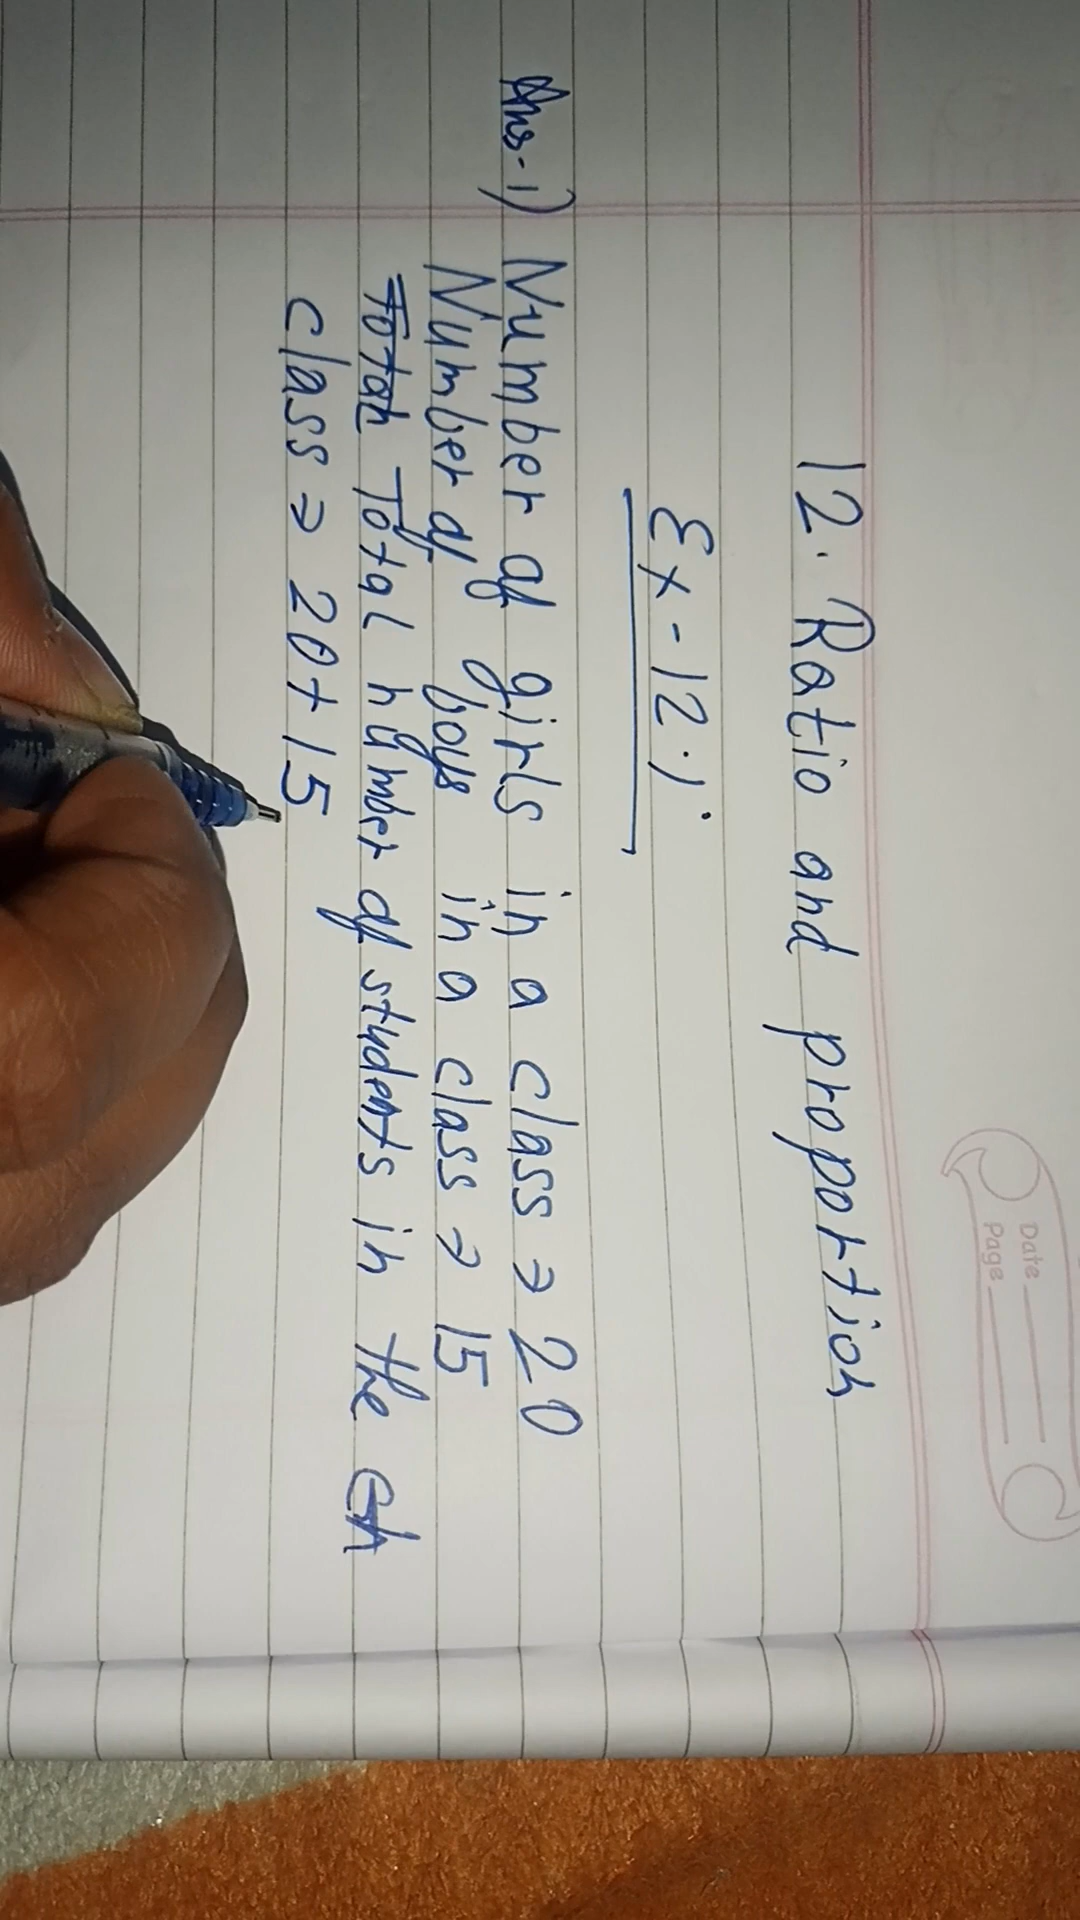 Date
Page
12. Ratio and proportion
Ex-12.1
Ans-1) Number of girls in a class → 20
Number of boys in a class → 15
Total number of students in the
class → 20+15